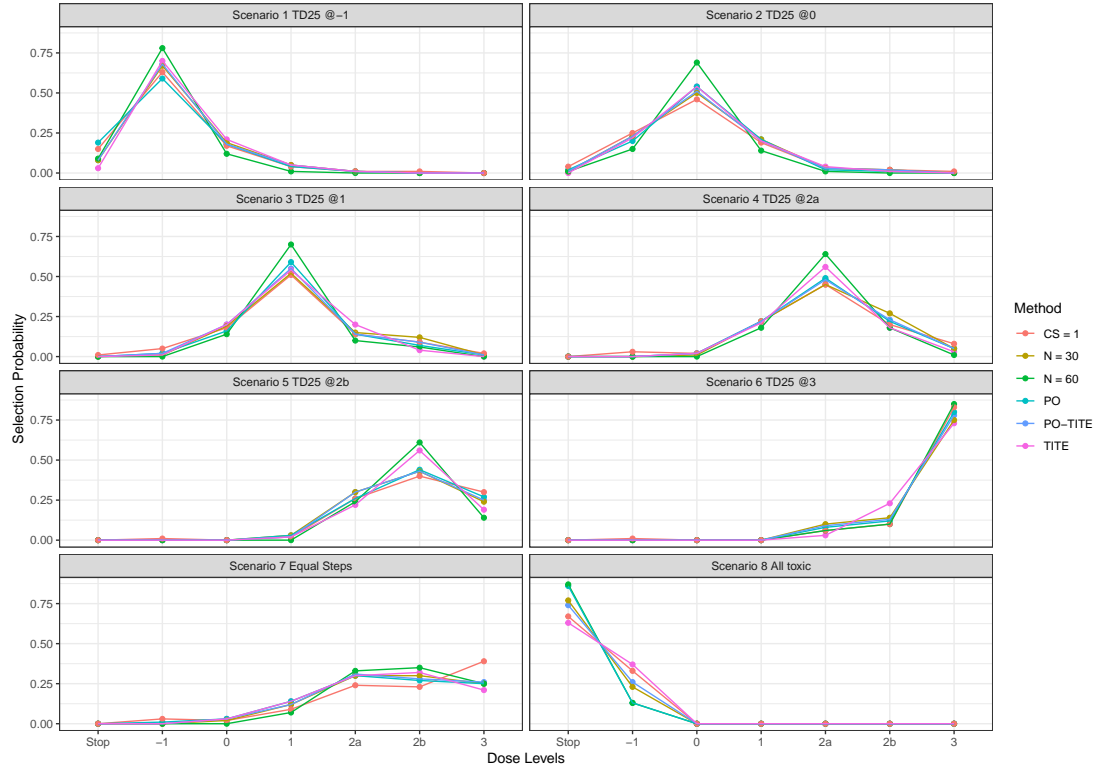 Scenario 1 TD25 @−1
Scenario 2 TD25 @0
0.75
0.50
0.25
0.00
Scenario 3 TD25 @1
Scenario 4 TD25 @2a
0.75
0.50
0.25
0.00
Scenario 5 TD25 @2b
Scenario 6 TD25 @3
0.75
0.50
0.25
0.00
Scenario 7 Equal Steps
Scenario 8 All toxic
0.75
0.50
0.25
0.00
Stop −1 0 1 2a 2b 3
Stop −1 0 1 2a 2b 3
Dose Levels
Selection Probability
Method
CS = 1
N = 30
N = 60
PO
PO−TITE
TITE